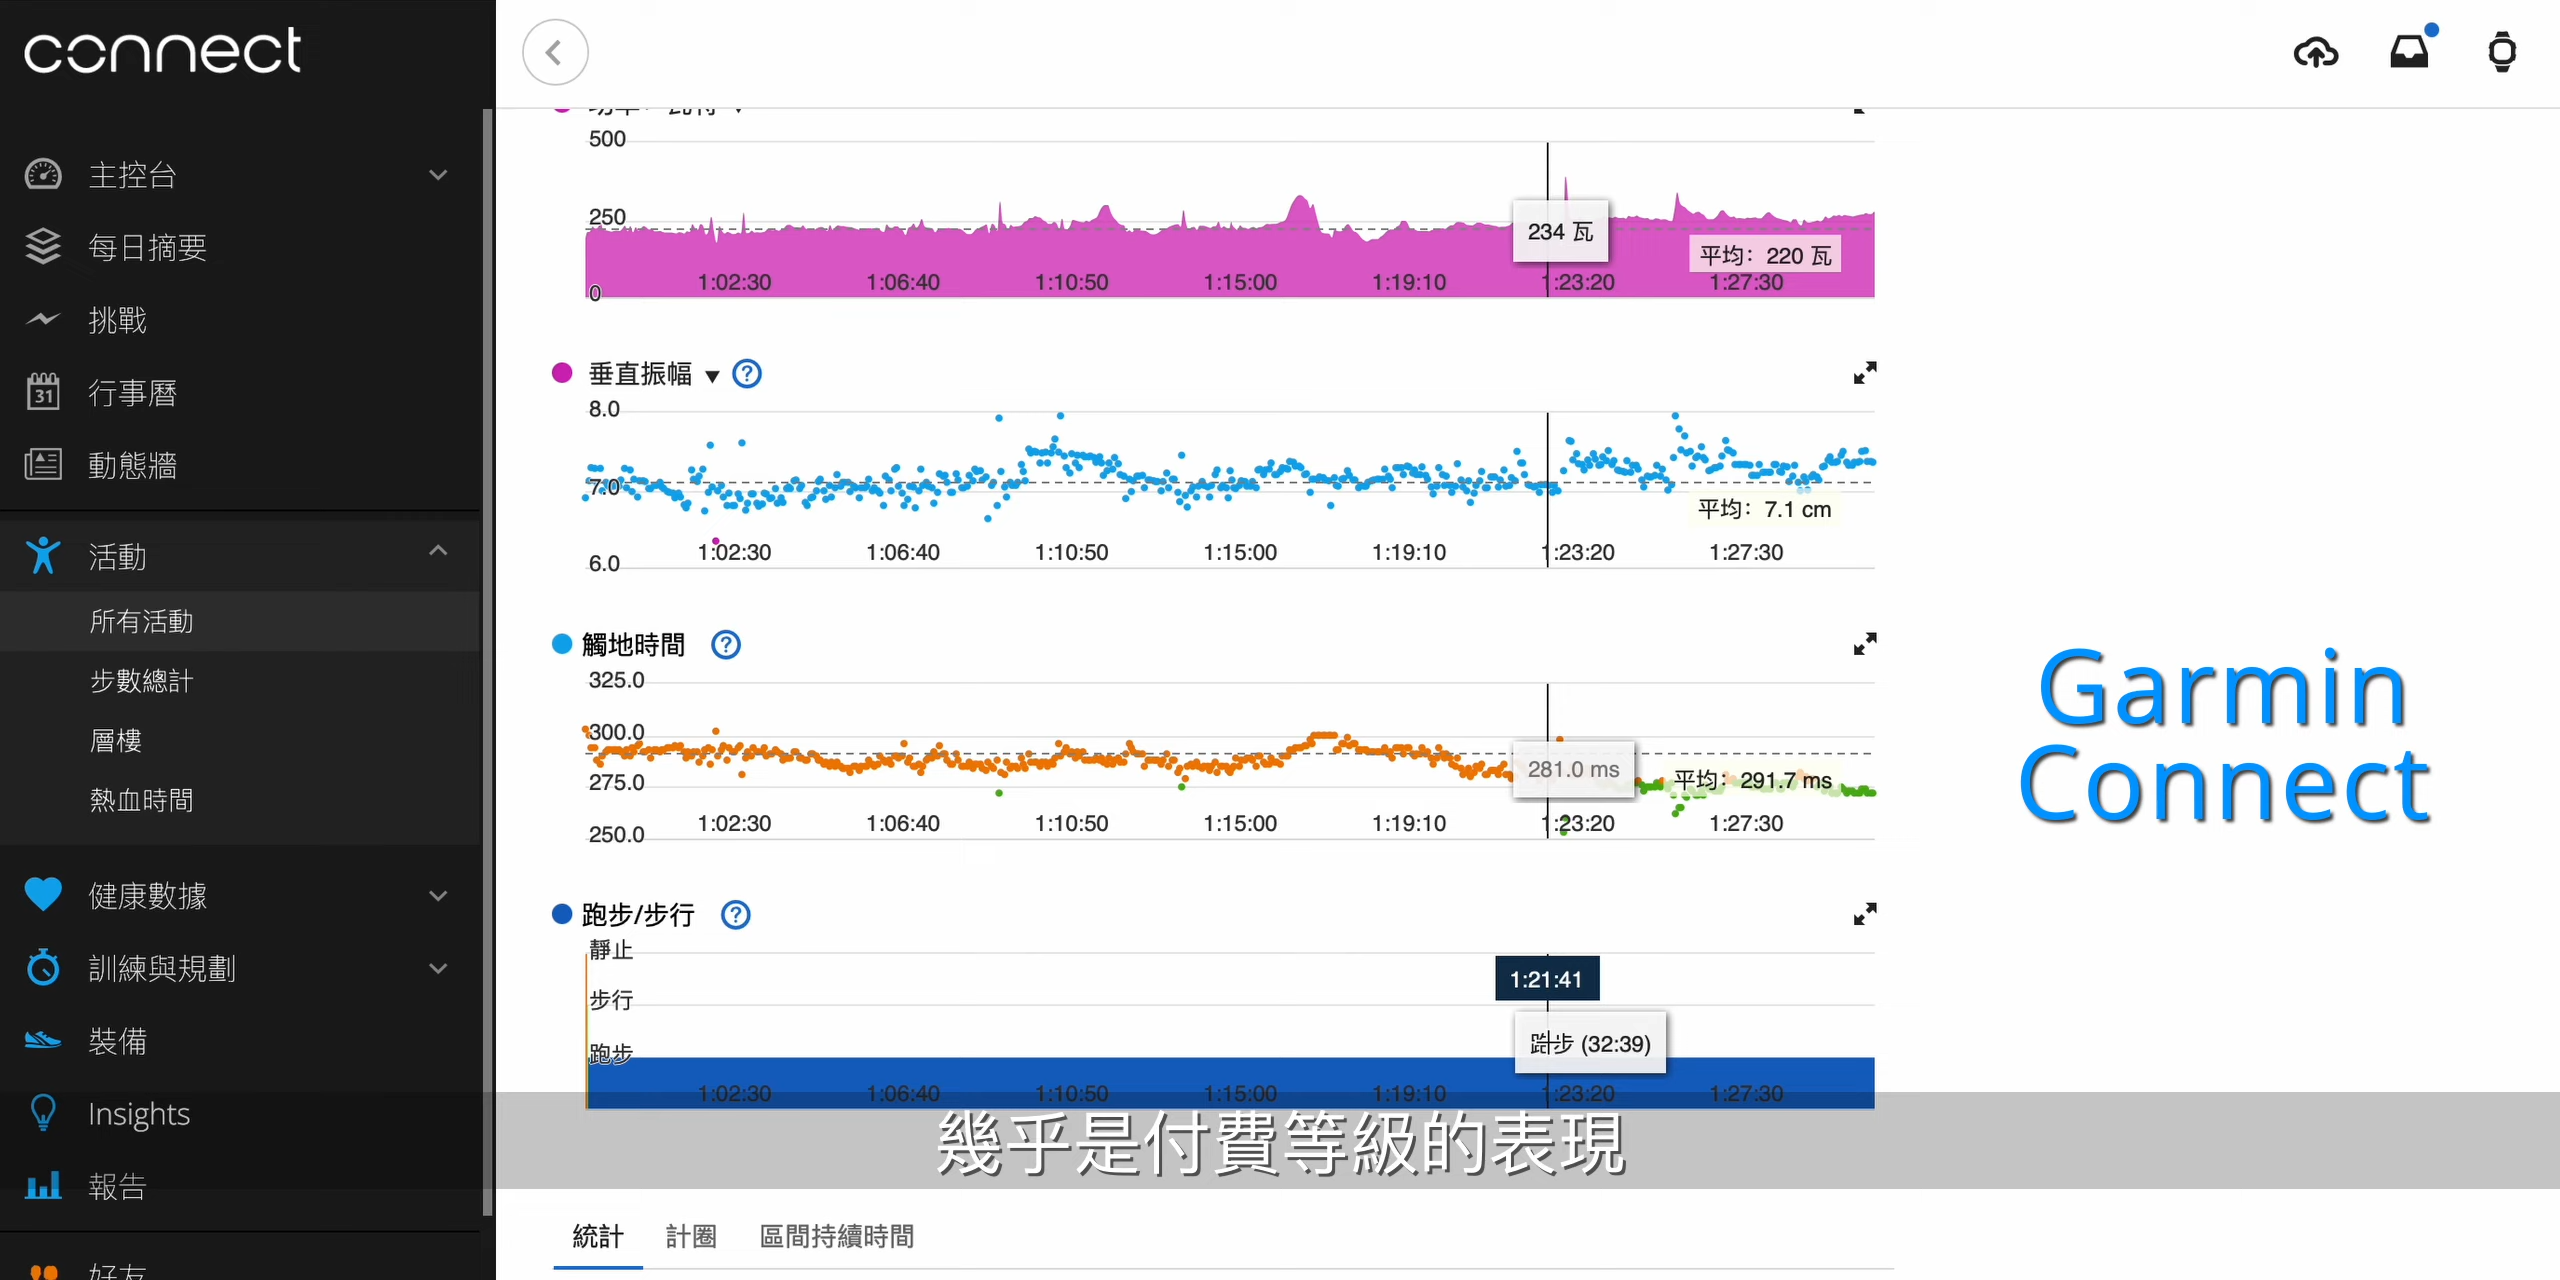 connect
主控台
每日摘要
挑戰
31
行事曆
動態牆
活動
所有活動
步數總計
層樓
熱血時間
健康數據
訓練與規劃
裝備
Insights
報告
好友
500
250
0
234 瓦
平均: 220 瓦
1:02:30 1:06:40 1:10:50 1:15:00 1:19:10 1:23:20 1:27:30
垂直振幅 ▼ ?
8.0
7.0
6.0
平均: 7.1 cm
1:02:30 1:06:40 1:10:50 1:15:00 1:19:10 1:23:20 1:27:30
觸地時間 ?
325.0
300.0
275.0
250.0
281.0 ms
平均: 291.7 ms
1:02:30 1:06:40 1:10:50 1:15:00 1:19:10 1:23:20 1:27:30
跑步/步行 ?
靜止
步行
跑步
1:21:41
跑步 (32:39)
1:02:30 1:06:40 1:10:50 1:15:00 1:19:10 1:23:20 1:27:30
Garmin
Connect
幾乎是付費等級的表現
統計 計圈 區間持續時間